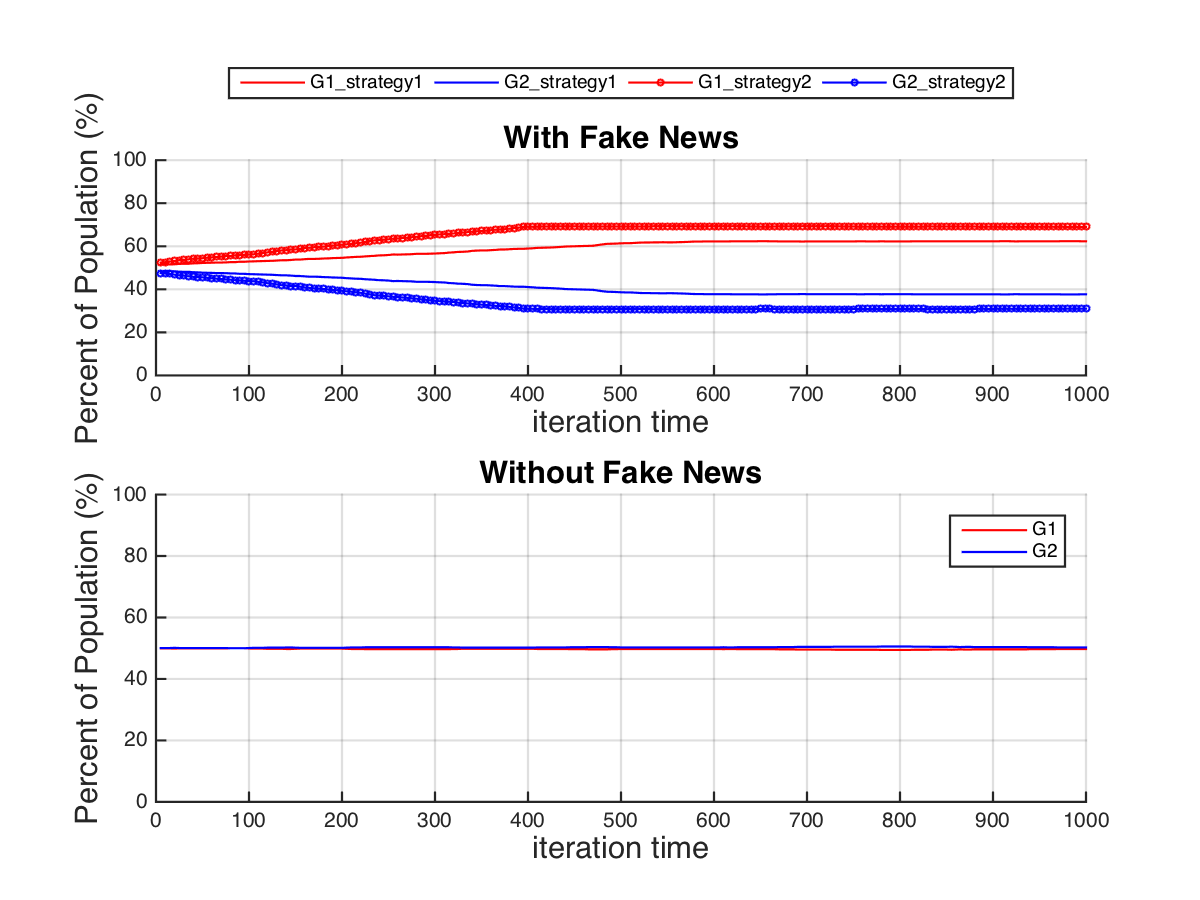 G1_strategy1 G2_strategy1 G1_strategy2 G2_strategy2
With Fake News
Percent of Population (%)
100
80
60
40
20
0
0 100 200 300 400 500 600 700 800 900 1000
iteration time
Without Fake News
Percent of Population (%)
100
80
60
40
20
0
G1
G2
0 100 200 300 400 500 600 700 800 900 1000
iteration time